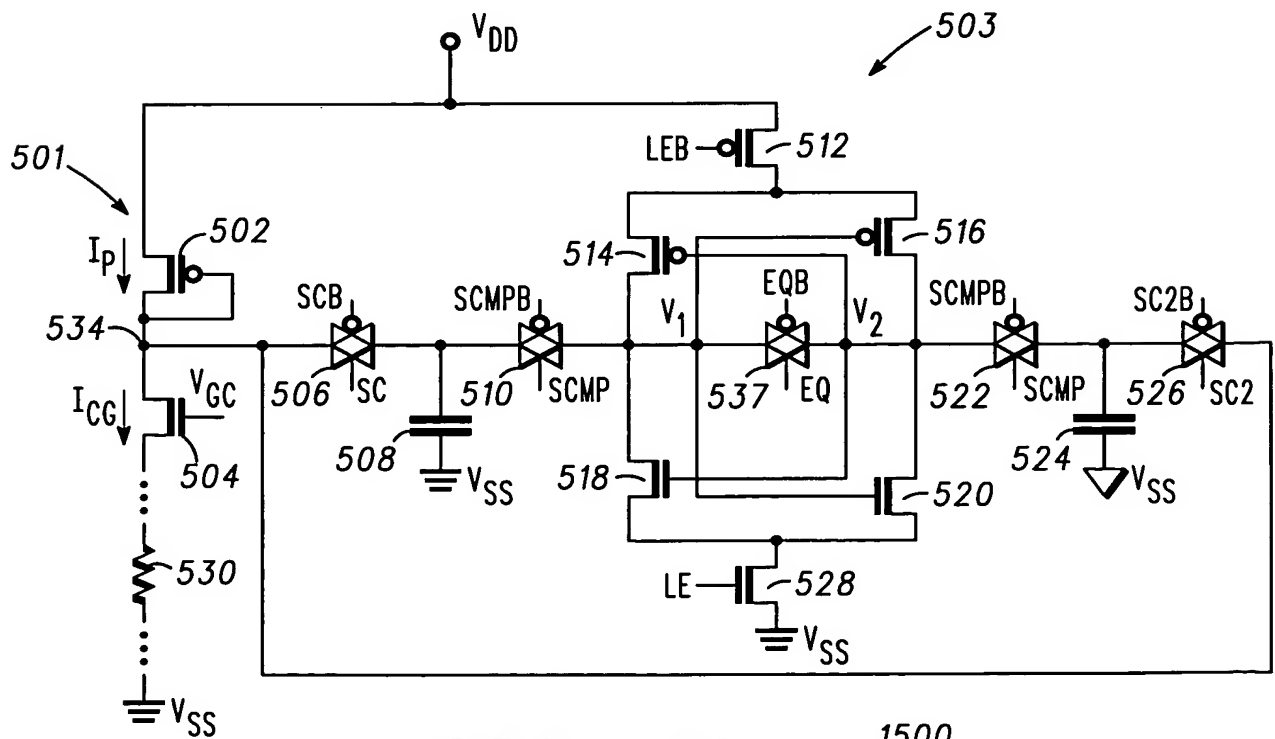 V_DD
503
LEB
512
501
I_P
502
514
516
SCB
SCMPB
EQB
SCMPB
SC2B
V_1
V_2
534
506
SC
510
SCMP
537
EQ
522
SCMP
526
SC2
I_CG
V_GC
504
508
V_SS
518
520
524
V_SS
530
LE
528
V_SS
V_SS
1500